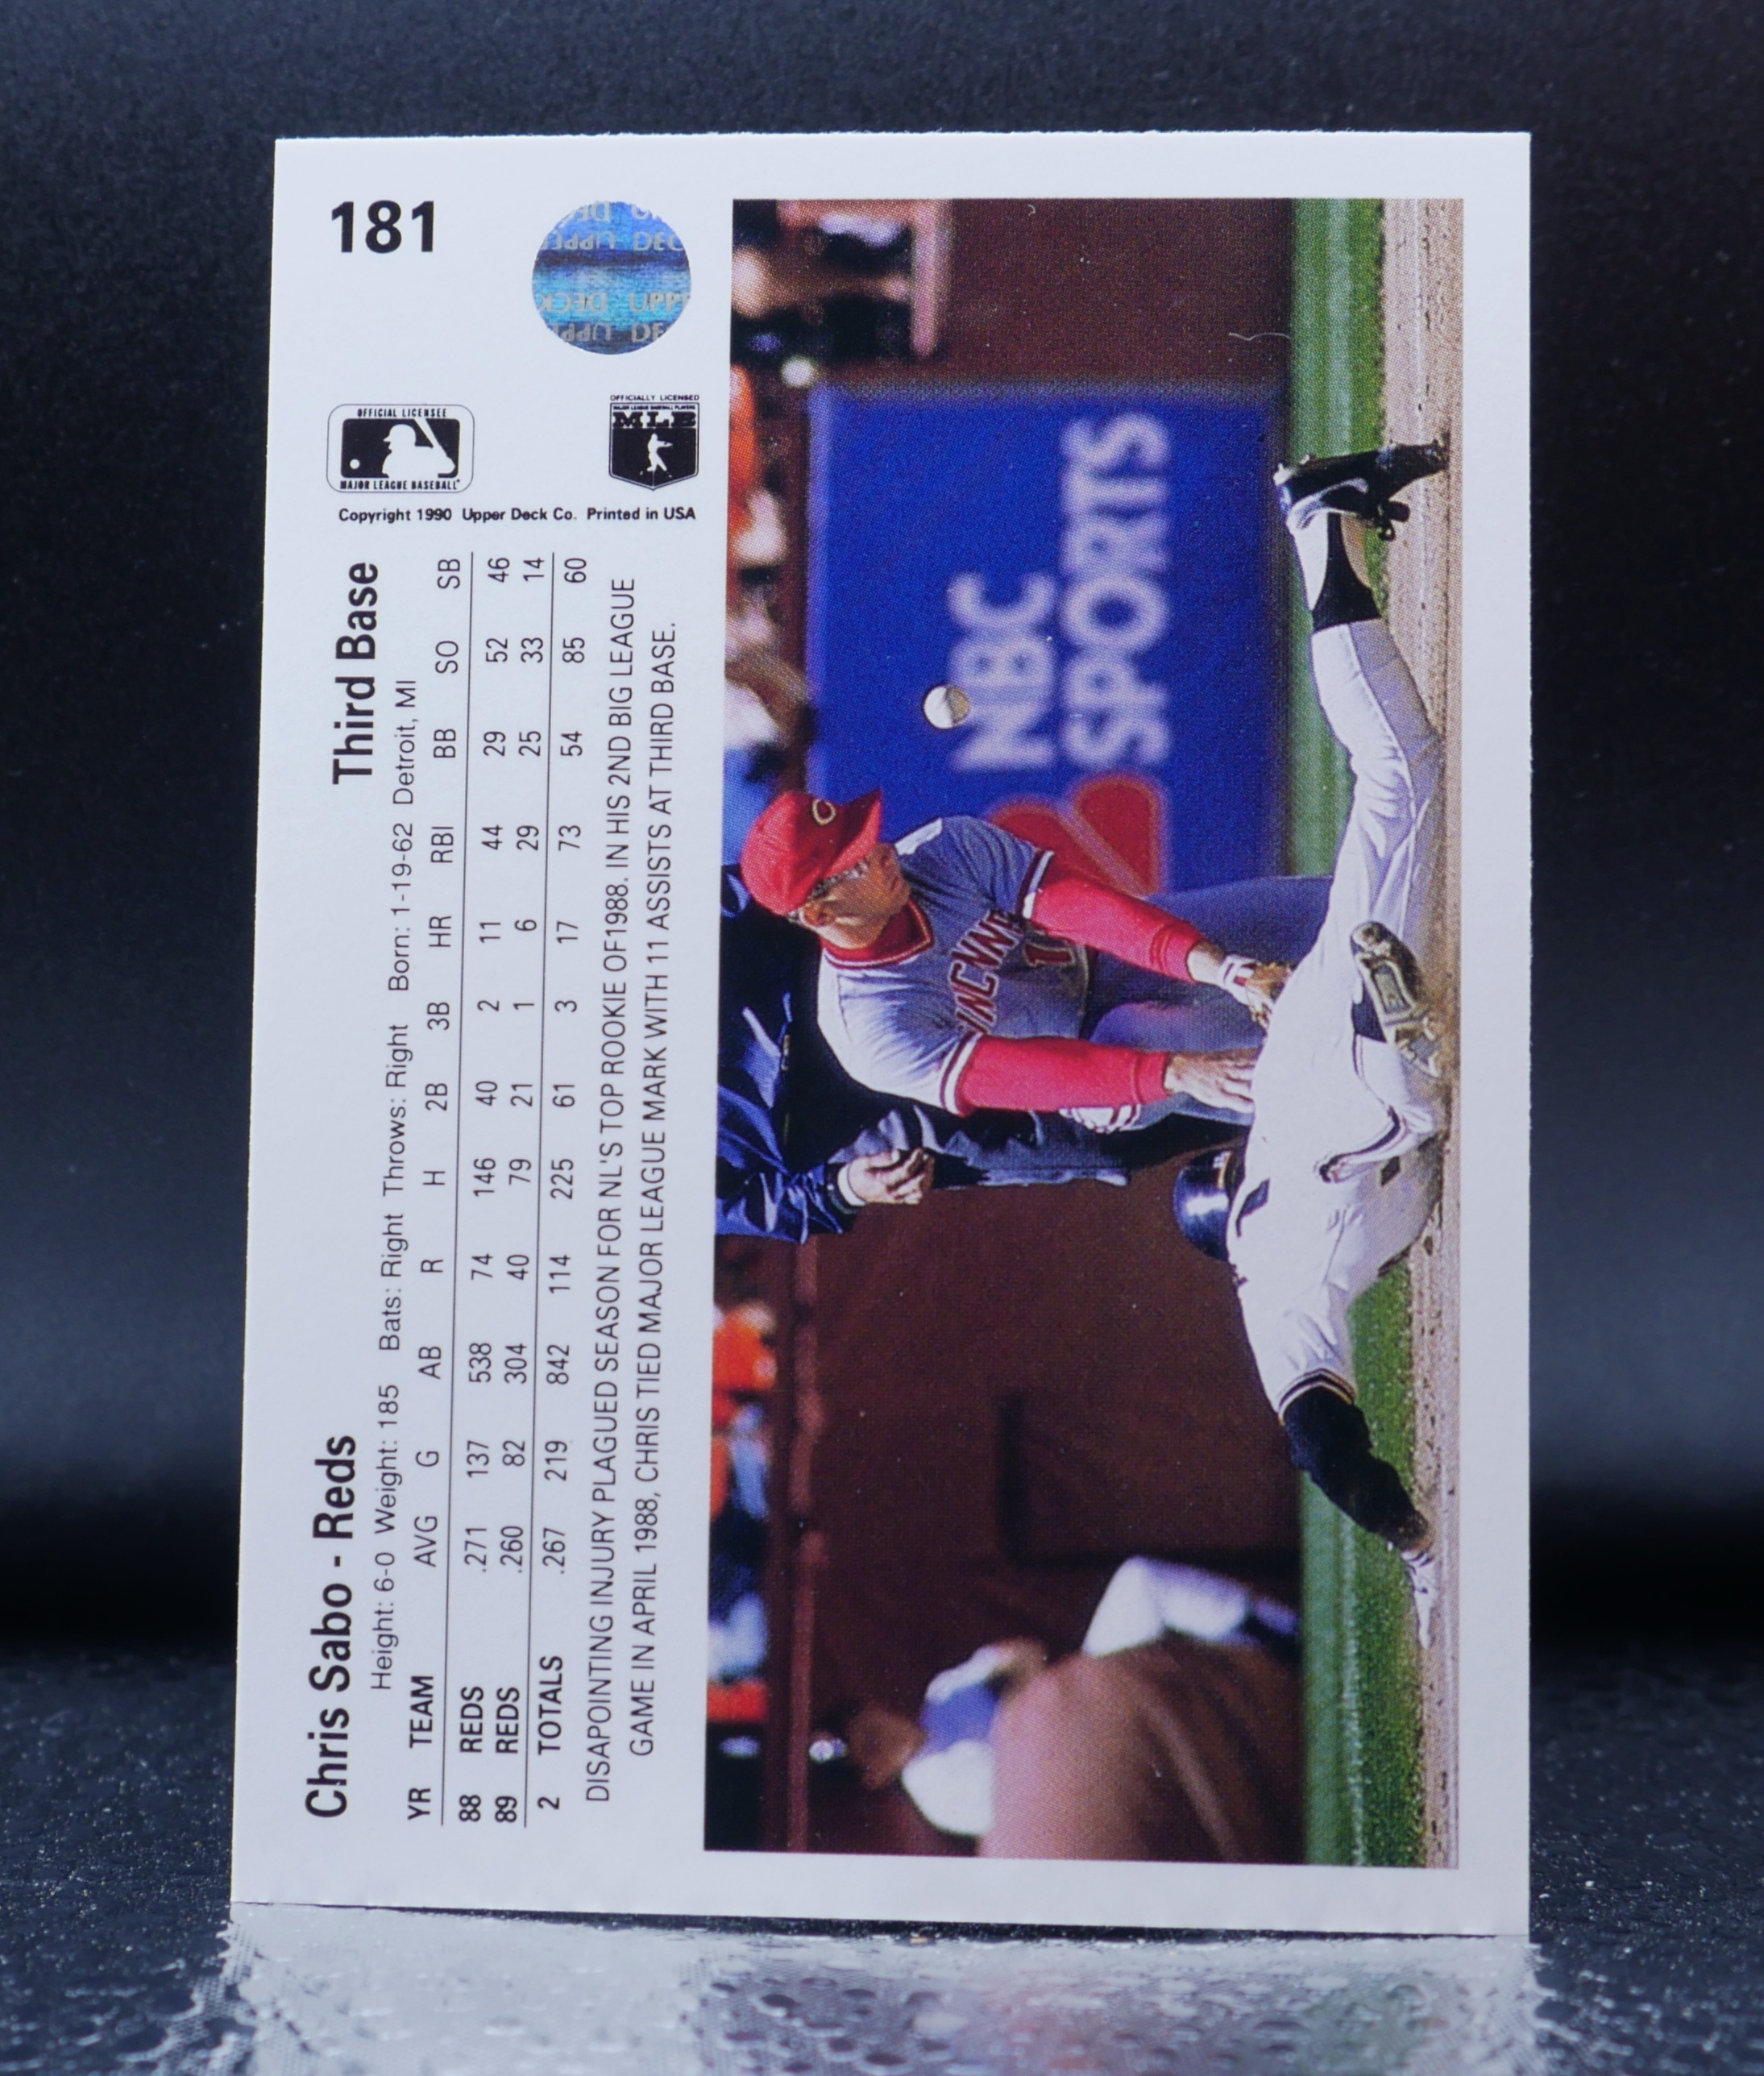 181
UPPER DECK
OFFICIAL LICENSEE
MAJOR LEAGUE BASEBALL
OFFICIALLY LICENSED
MAJOR LEAGUE BASEBALL PLAYERS
MLB
Copyright 1990 Upper Deck Co. Printed in USA
Chris Sabo - Reds Third Base
Height: 6-0 Weight: 185 Bats: Right Throws: Right Born: 1-19-62 Detroit, MI
YR TEAM AVG G AB R H 2B 3B HR RBI BB SO SB
88 REDS .271 137 538 74 146 40 2 11 44 29 52 46
89 REDS .260 82 304 40 79 21 1 6 29 25 33 14
2 TOTALS .267 219 842 114 225 61 3 17 73 54 85 60
DISAPOINTING INJURY PLAGUED SEASON FOR NL'S TOP ROOKIE OF1988. IN HIS 2ND BIG LEAGUE
GAME IN APRIL 1988, CHRIS TIED MAJOR LEAGUE MARK WITH 11 ASSISTS AT THIRD BASE.
NBC
SPORTS
C